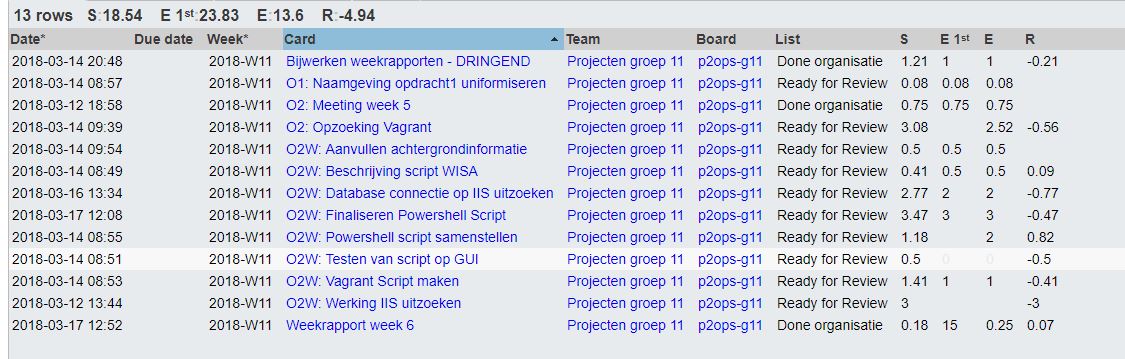 13 rows S:18.54 E 1st:23.83 E:13.6 R:-4.94
Date* Due date Week* Card Team Board List S E 1st E R
2018-03-14 20:48 2018-W11 Bijwerken weekrapporten - DRINGEND Projecten groep 11 p2ops-g11 Done organisatie 1.21 1 1 -0.21
2018-03-14 08:57 2018-W11 O1: Naamgeving opdracht1 uniformiseren Projecten groep 11 p2ops-g11 Ready for Review 0.08 0.08 0.08
2018-03-12 18:58 2018-W11 O2: Meeting week 5 Projecten groep 11 p2ops-g11 Done organisatie 0.75 0.75 0.75
2018-03-14 09:39 2018-W11 O2: Opzoeking Vagrant Projecten groep 11 p2ops-g11 Ready for Review 3.08 2.52 -0.56
2018-03-14 09:54 2018-W11 O2W: Aanvullen achtergrondinformatie Projecten groep 11 p2ops-g11 Ready for Review 0.5 0.5 0.5
2018-03-14 08:49 2018-W11 O2W: Beschrijving script WISA Projecten groep 11 p2ops-g11 Ready for Review 0.41 0.5 0.5 0.09
2018-03-16 13:34 2018-W11 O2W: Database connectie op IIS uitzoeken Projecten groep 11 p2ops-g11 Ready for Review 2.77 2 2 -0.77
2018-03-17 12:08 2018-W11 O2W: Finaliseren Powershell Script Projecten groep 11 p2ops-g11 Ready for Review 3.47 3 3 -0.47
2018-03-14 08:55 2018-W11 O2W: Powershell script samenstellen Projecten groep 11 p2ops-g11 Ready for Review 1.18 2 0.82
2018-03-14 08:51 2018-W11 O2W: Testen van script op GUI Projecten groep 11 p2ops-g11 Ready for Review 0.5 0 0 -0.5
2018-03-14 08:53 2018-W11 O2W: Vagrant Script maken Projecten groep 11 p2ops-g11 Ready for Review 1.41 1 1 -0.41
2018-03-12 13:44 2018-W11 O2W: Werking IIS uitzoeken Projecten groep 11 p2ops-g11 Ready for Review 3 -3
2018-03-17 12:52 2018-W11 Weekrapport week 6 Projecten groep 11 p2ops-g11 Done organisatie 0.18 15 0.25 0.07